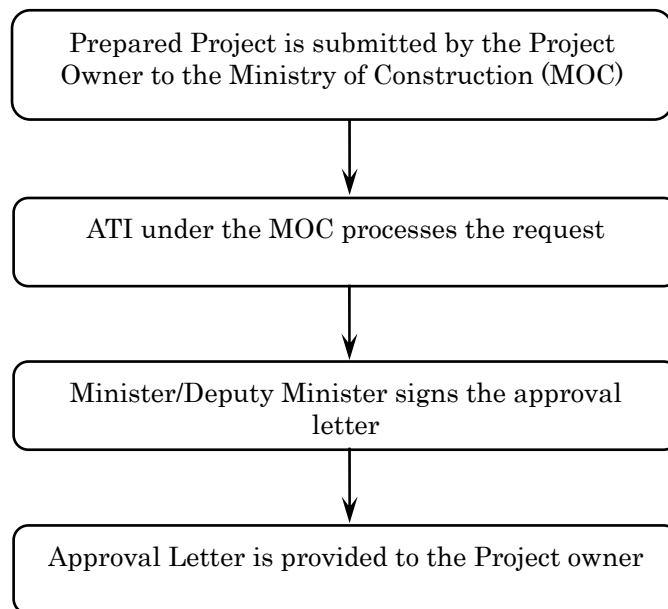 Prepared Project is submitted by the Project
Owner to the Ministry of Construction (MOC)
ATI under the MOC processes the request
Minister/Deputy Minister signs the approval
letter
Approval Letter is provided to the Project owner